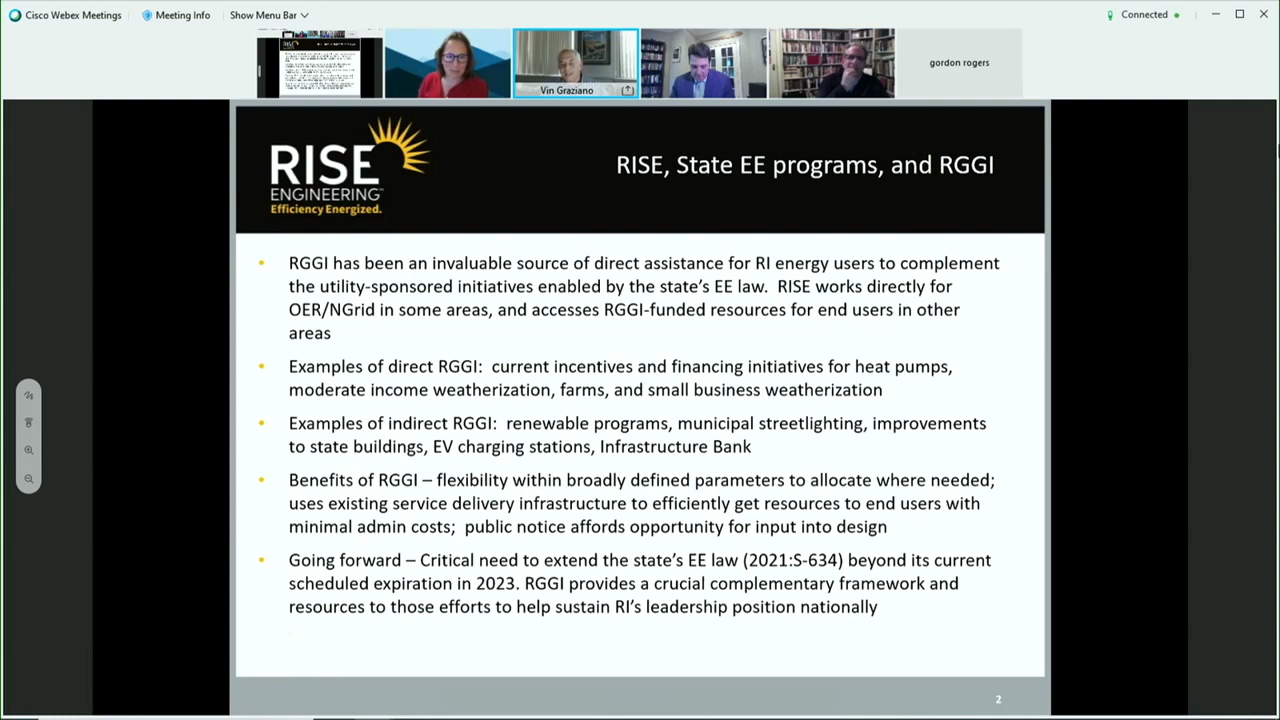 Cisco Webex Meetings
Meeting Info
Show Menu Bar
Connected
Vin Graziano
gordon rogers
RISE
ENGINEERING
Efficiency Energized.
RISE, State EE programs, and RGGI
RGGI has been an invaluable source of direct assistance for RI energy users to complement
the utility-sponsored initiatives enabled by the state's EE law. RISE works directly for
OER/NGrid in some areas, and accesses RGGI-funded resources for end users in other
areas
Examples of direct RGGI: current incentives and financing initiatives for heat pumps,
moderate income weatherization, farms, and small business weatherization
Examples of indirect RGGI: renewable programs, municipal streetlighting, improvements
to state buildings, EV charging stations, Infrastructure Bank
Benefits of RGGI – flexibility within broadly defined parameters to allocate where needed;
uses existing service delivery infrastructure to efficiently get resources to end users with
minimal admin costs; public notice affords opportunity for input into design
Going forward – Critical need to extend the state's EE law (2021:S-634) beyond its current
scheduled expiration in 2023. RGGI provides a crucial complementary framework and
resources to those efforts to help sustain RI's leadership position nationally
2